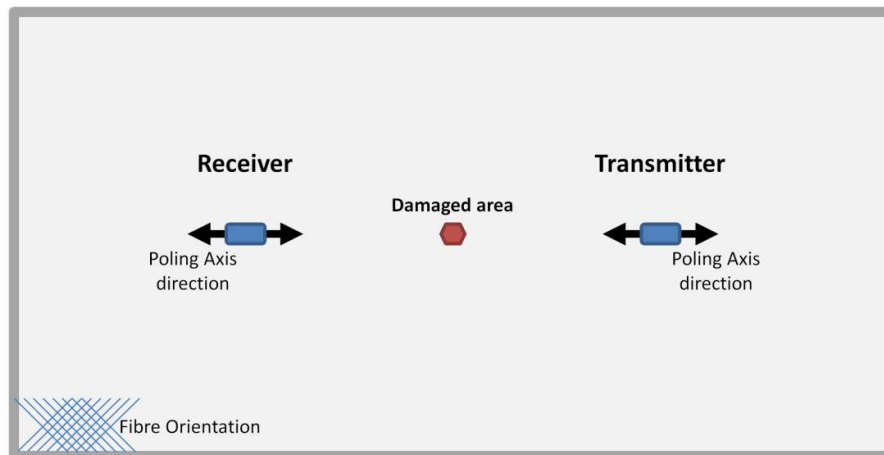 Receiver
Transmitter
Damaged area
Poling Axis
direction
Poling Axis
direction
Fibre Orientation